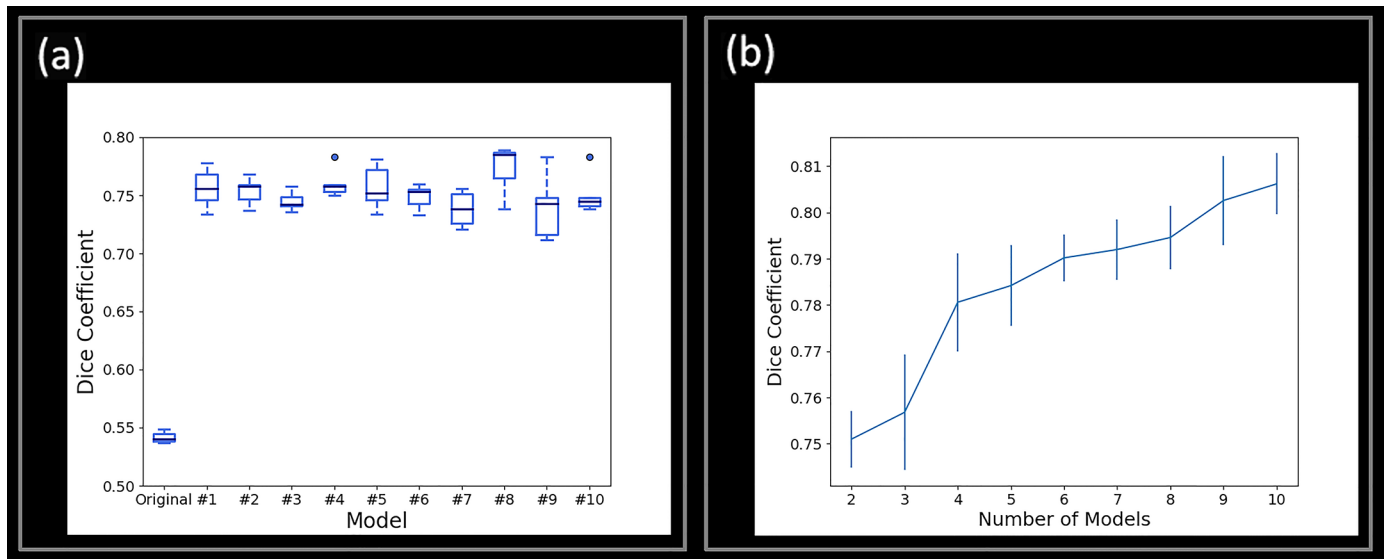 (a)
0.80
0.75
0.70
0.65
0.60
0.55
0.50
Dice Coefficient
Original #1 #2 #3 #4 #5 #6 #7 #8 #9 #10
Model
(b)
0.81
0.80
0.79
0.78
0.77
0.76
0.75
Dice Coefficient
2 3 4 5 6 7 8 9 10
Number of Models